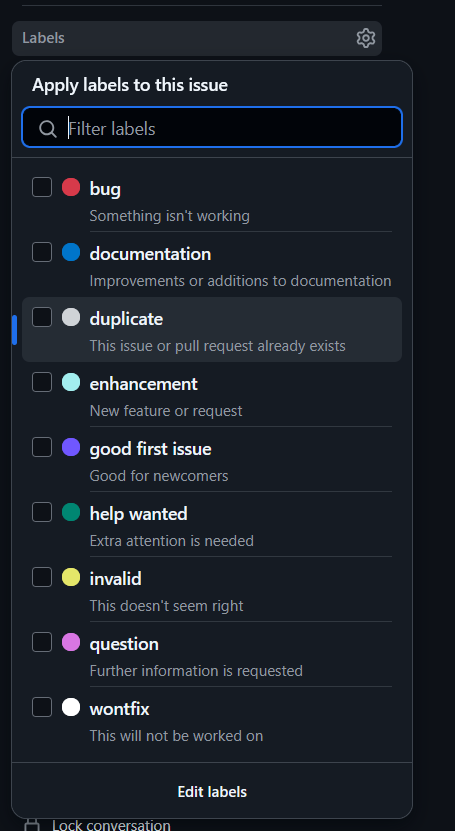 Labels
Apply labels to this issue
Filter labels
bug
Something isn't working
documentation
Improvements or additions to documentation
duplicate
This issue or pull request already exists
enhancement
New feature or request
good first issue
Good for newcomers
help wanted
Extra attention is needed
invalid
This doesn't seem right
question
Further information is requested
wontfix
This will not be worked on
Edit labels
Lock conversation